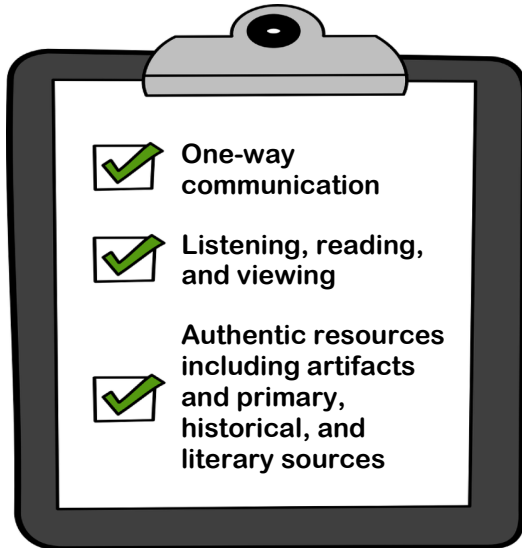 One-way
communication
Listening, reading,
and viewing
Authentic resources
including artifacts
and primary,
historical, and
literary sources